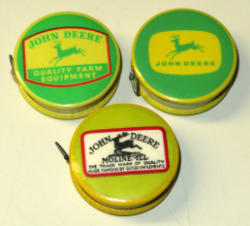 JOHN DEERE
QUALITY FARM
EQUIPMENT
JOHN DEERE
JOHN DEERE
MOLINE, ILL.
THE TRADE MARK OF QUALITY
MADE FAMOUS BY GOOD IMPLEMENTS